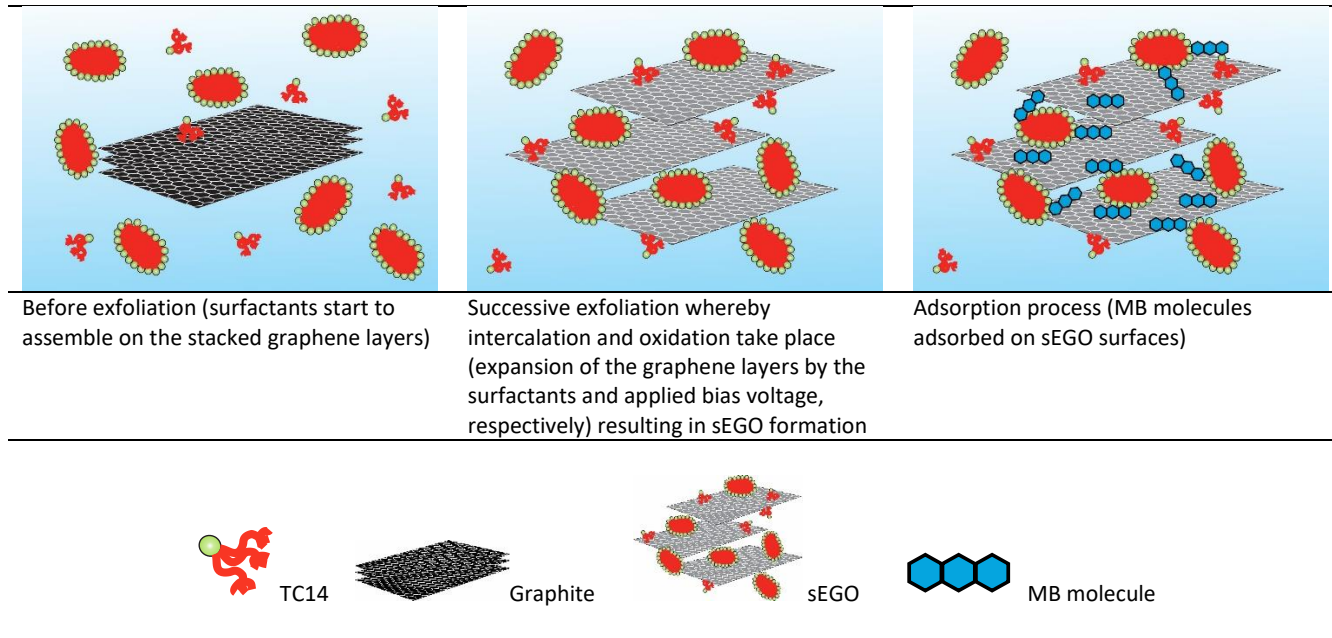 Before exfoliation (surfactants start to
assemble on the stacked graphene layers)
Successive exfoliation whereby
intercalation and oxidation take place
(expansion of the graphene layers by the
surfactants and applied bias voltage,
respectively) resulting in sEGO formation
Adsorption process (MB molecules
adsorbed on sEGO surfaces)
TC14
Graphite
sEGO
MB molecule